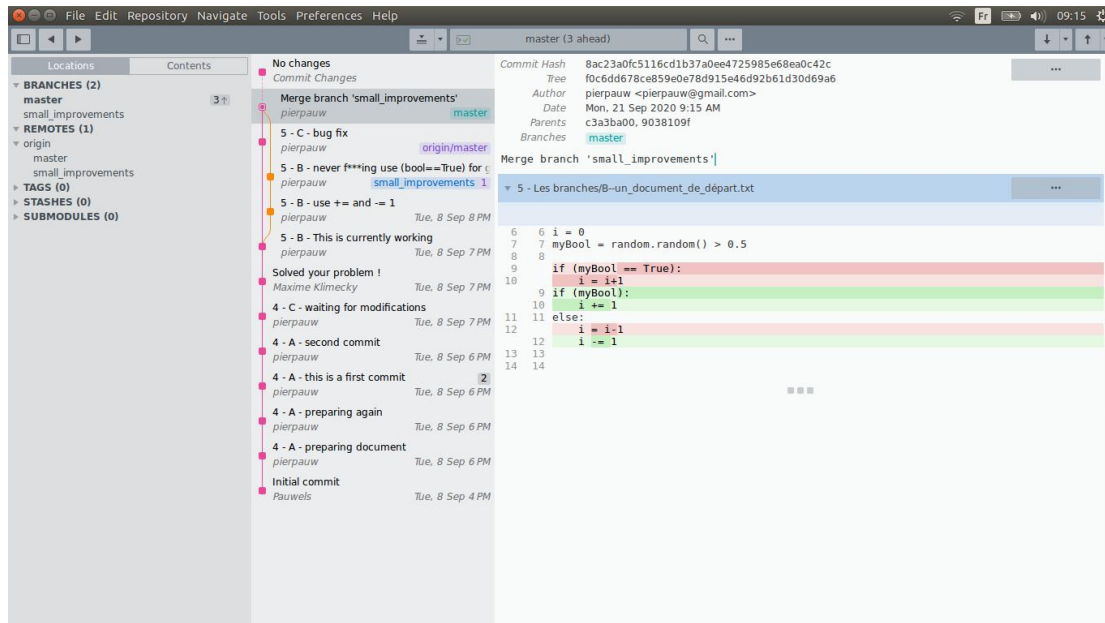 File Edit Repository Navigate Tools Preferences Help
Fr
09:15
master (3 ahead)
Locations
Contents
BRANCHES (2)
master 3↑
small_improvements
REMOTES (1)
origin
master
small_improvements
TAGS (0)
STASHES (0)
SUBMODULES (0)
No changes
Commit Changes
Merge branch 'small_improvements'
pierpauw master
5 - C - bug fix
pierpauw origin/master
5 - B - never f***ing use (bool==True) for
pierpauw small_improvements 1
5 - B - use += and -= 1
pierpauw Tue, 8 Sep 8 PM
5 - B - This is currently working
pierpauw Tue, 8 Sep 7 PM
Solved your problem !
Maxime Klimecky Tue, 8 Sep 7 PM
4 - C - waiting for modifications
pierpauw Tue, 8 Sep 7 PM
4 - A - second commit
pierpauw Tue, 8 Sep 6 PM
4 - A - this is a first commit 2
pierpauw Tue, 8 Sep 6 PM
4 - A - preparing again
pierpauw Tue, 8 Sep 6 PM
4 - A - preparing document
pierpauw Tue, 8 Sep 6 PM
Initial commit
Pauwels Tue, 8 Sep 4 PM
Commit Hash 8ac23a0fc5116cd1b37a0ee4725985e68ea0c42c
Tree f0c6dd678ce859e0e78d915e46d92b61d30d69a6
Author pierpauw <pierpauw@gmail.com>
Date Mon, 21 Sep 2020 9:15 AM
Parents c3a3ba00, 9038109f
Branches master
Merge branch 'small_improvements'
5 - Les branches/B--un_document_de_départ.txt
6 6 i = 0
7 7 myBool = random.random() > 0.5
8 8
9 if (myBool == True):
10 i = i+1
9 if (myBool):
10 i += 1
11 11 else:
12 i = i-1
12 i -= 1
13 13
14 14